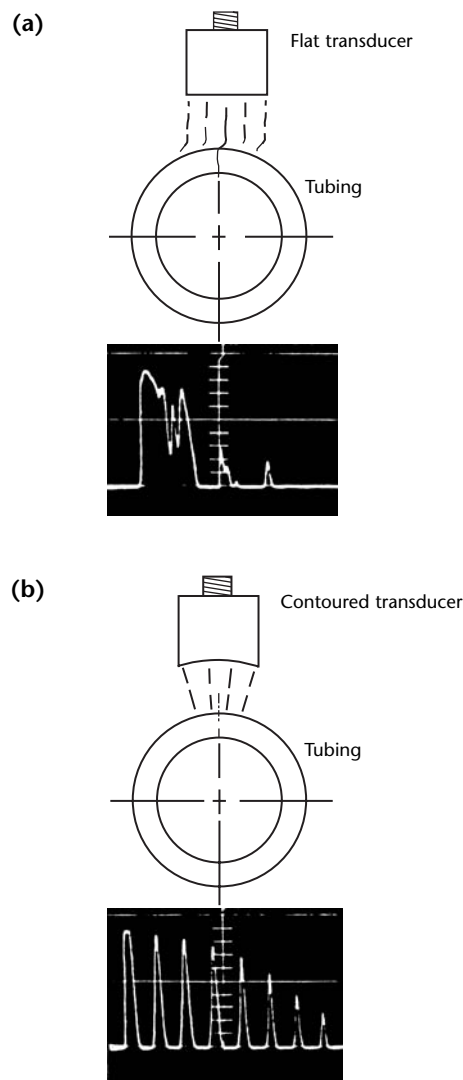 (a)
Flat transducer
Tubing
(b)
Contoured transducer
Tubing